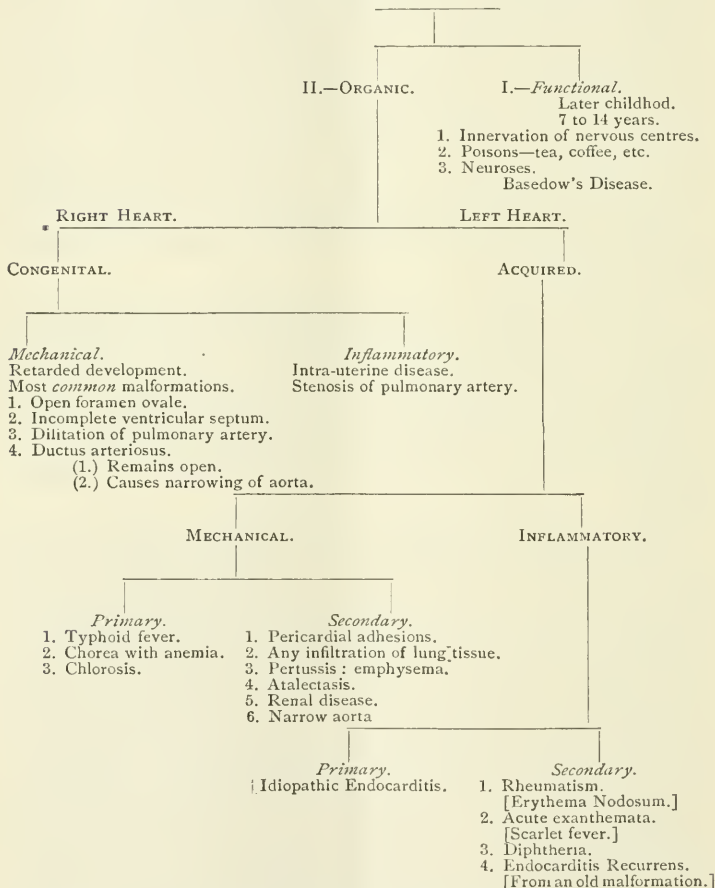 II.—ORGANIC.
I.—Functional.
Later childhod.
7 to 14 years.
1. Innervation of nervous centres.
2. Poisons—tea, coffee, etc.
3. Neuroses.
Basedow's Disease.
RIGHT HEART.
LEFT HEART.
CONGENITAL.
ACQUIRED.
Mechanical.
Retarded development.
Most common malformations.
1. Open foramen ovale.
2. Incomplete ventricular septum.
3. Dilitation of pulmonary artery.
4. Ductus arteriosus.
(1.) Remains open.
(2.) Causes narrowing of aorta.
Inflammatory.
Intra-uterine disease.
Stenosis of pulmonary artery.
MECHANICAL.
INFLAMMATORY.
Primary.
1. Typhoid fever.
2. Chorea with anemia.
3. Chlorosis.
Secondary.
1. Pericardial adhesions.
2. Any infiltration of lung tissue.
3. Pertussis : emphysema.
4. Atalectasis.
5. Renal disease.
6. Narrow aorta
Primary.
Idiopathic Endocarditis.
Secondary.
1. Rheumatism.
[Erythema Nodosum.]
2. Acute exanthemata.
[Scarlet fever.]
3. Diphtheria.
4. Endocarditis Recurrens.
[From an old malformation.]